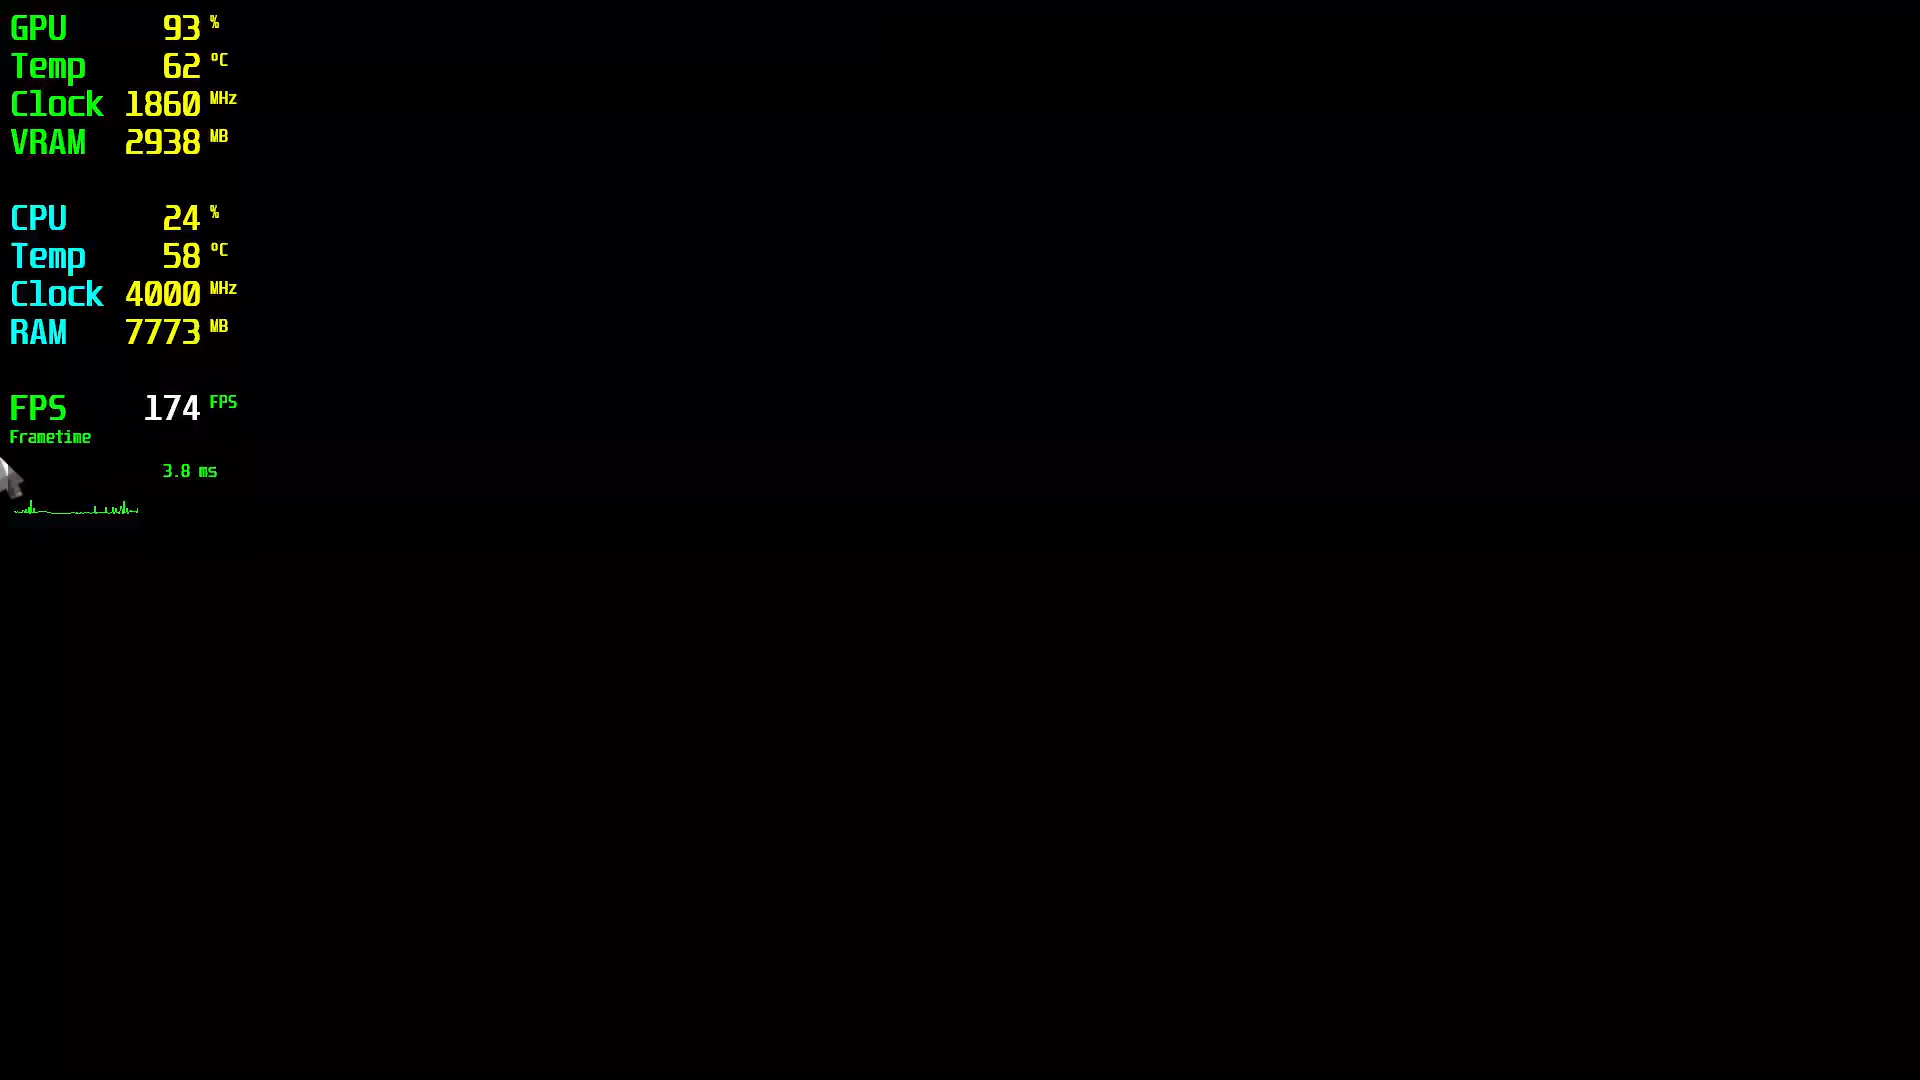 GPU 93 %
Temp 62 °C
Clock 1860 MHz
VRAM 2938 MB
CPU 24 %
Temp 58 °C
Clock 4000 MHz
RAM 7773 MB
FPS 174 FPS
Frametime
3.8 ms